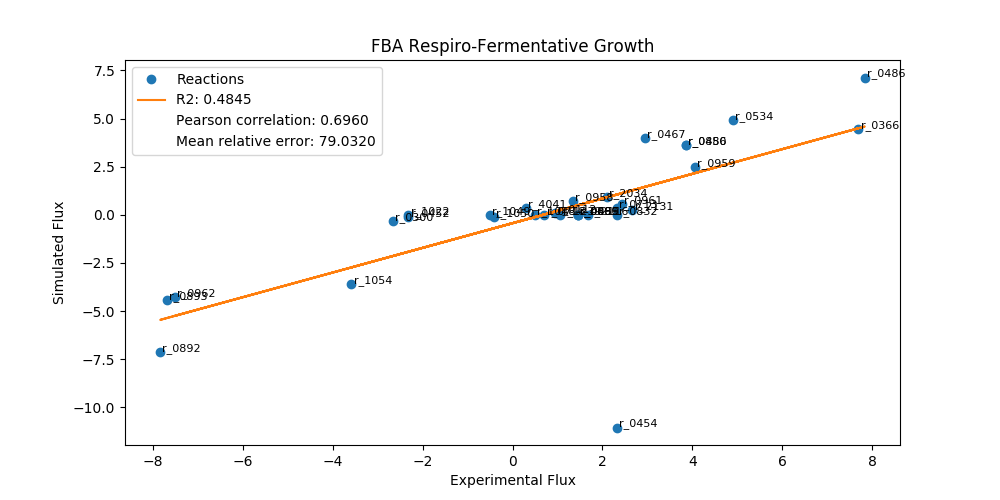 FBA Respiro-Fermentative Growth
Reactions
R2: 0.4845
Pearson correlation: 0.6960
Mean relative error: 79.0320
7.5
5.0
2.5
0.0
−2.5
−5.0
−7.5
−10.0
Simulated Flux
r_0486
r_0534
r_0366
r_0467
r_0959
r_2034
r_0961
r_4041
r_1022
r_0300
r_1054
r_0962
r_0893
r_0892
r_0454
−8
−6
−4
−2
0
2
4
6
8
Experimental Flux